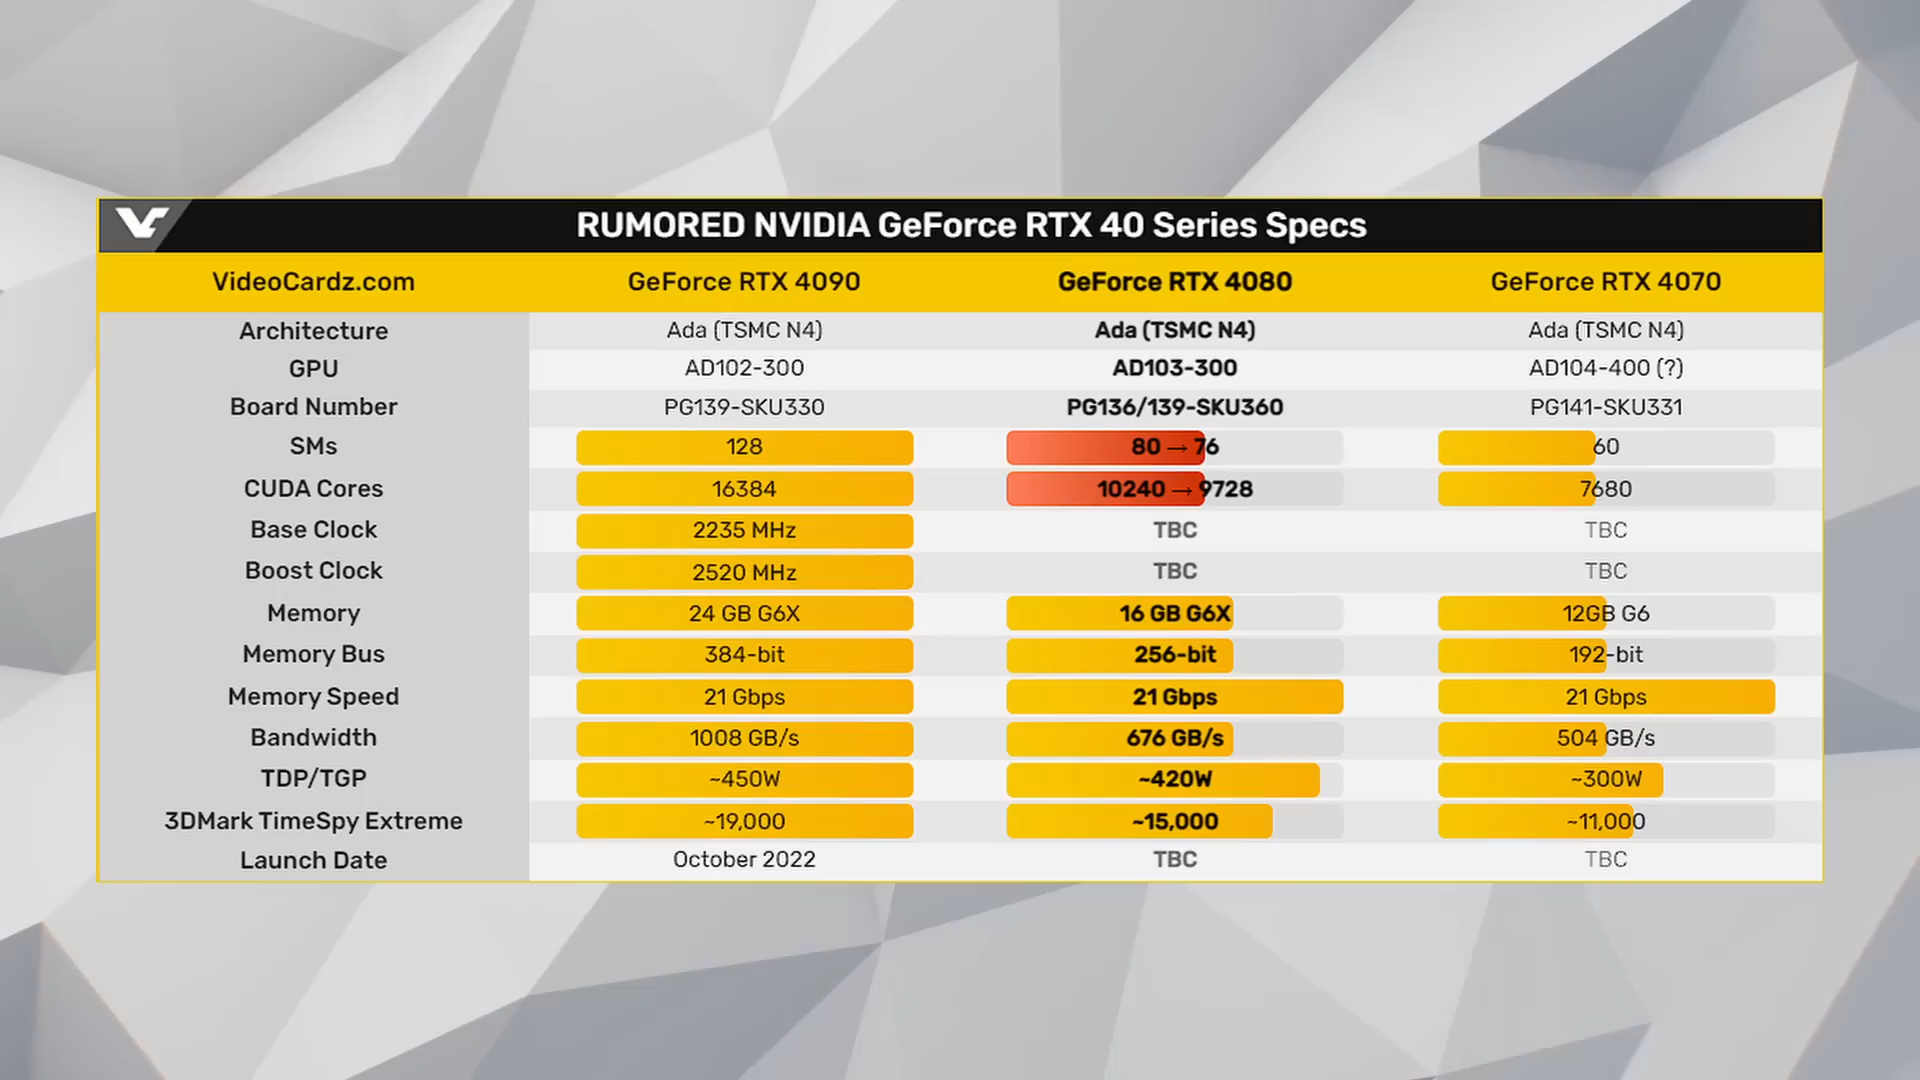 RUMORED NVIDIA GeForce RTX 40 Series Specs
VideoCardz.com GeForce RTX 4090 GeForce RTX 4080 GeForce RTX 4070
Architecture Ada (TSMC N4) Ada (TSMC N4) Ada (TSMC N4)
GPU AD102-300 AD103-300 AD104-400 (?)
Board Number PG139-SKU330 PG136/139-SKU360 PG141-SKU331
SMs 128 80 → 76 60
CUDA Cores 16384 10240 → 9728 7680
Base Clock 2235 MHz TBC TBC
Boost Clock 2520 MHz TBC TBC
Memory 24 GB G6X 16 GB G6X 12GB G6
Memory Bus 384-bit 256-bit 192-bit
Memory Speed 21 Gbps 21 Gbps 21 Gbps
Bandwidth 1008 GB/s 676 GB/s 504 GB/s
TDP/TGP ~450W ~420W ~300W
3DMark TimeSpy Extreme ~19,000 ~15,000 ~11,000
Launch Date October 2022 TBC TBC